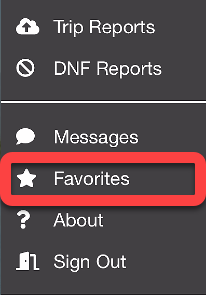 Trip Reports
DNF Reports
Messages
Favorites
About
Sign Out